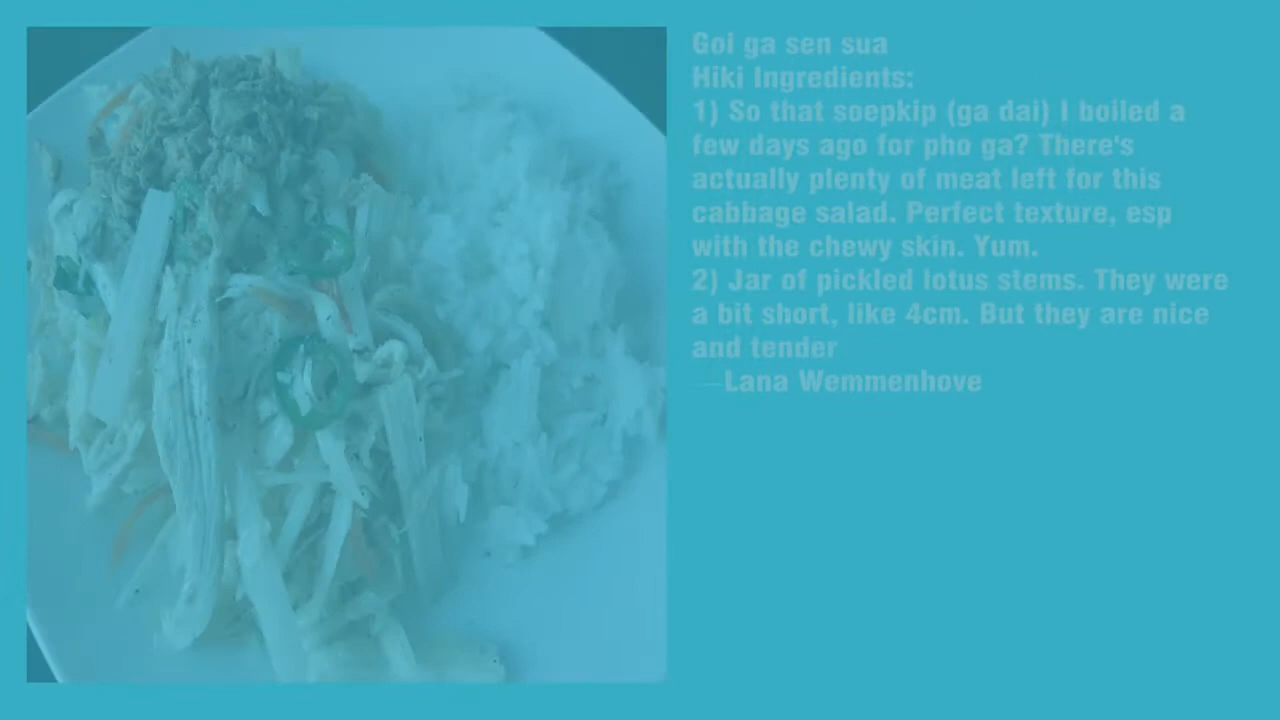 Goi ga sen sua
Hiki Ingredients:
1) So that soepkip (ga dai) I boiled a
few days ago for pho ga? There's
actually plenty of meat left for this
cabbage salad. Perfect texture, esp
with the chewy skin. Yum.
2) Jar of pickled lotus stems. They were
a bit short, like 4cm. But they are nice
and tender
—Lana Wemmenhove